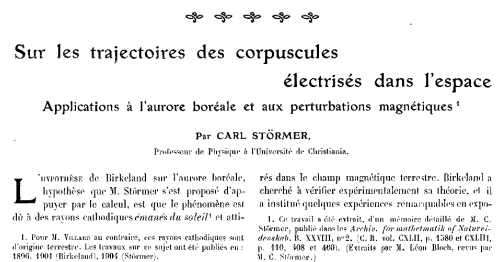 Sur les trajectoires des corpuscules
électrisés dans l'espace
Applications à l'aurore boréale et aux perturbations magnétiques ¹
Par CARL STÖRMER,
Professeur de Physique à l'Université de Christiania.
L'HYPOTHÈSE de Birkeland sur l'aurore boréale,
hypothèse que M. Störmer s'est proposé d'ap-
puyer par le calcul, est que le phénomène est
dû à des rayons cathodiques émanés du soleil ¹ et atti-
1. Pour M. VILLARD au contraire, ces rayons cathodiques sont
d'origine terrestre. Les travaux sur ce sujet ont été publiés en :
1896, 1901 (Birkeland), 1904 (Störmer).
rés dans le champ magnétique terrestre. Birkeland a
cherché à vérifier expérimentalement sa théorie, et il
a institué quelques expériences remarquables en expo-
1. Ce travail a été extrait, d'un mémoire détaillé de M. C.
Störmer, publié dans les Archiv. for mathematik of Naturei-
denskab. B. XXVIII, nº 2. (C. R. vol. CXLII, p. 1580 et CXLIII,
p. 140, 408 et 460). (Extraits par M. Léon Bloch, revus par
M. C. Störmer.)